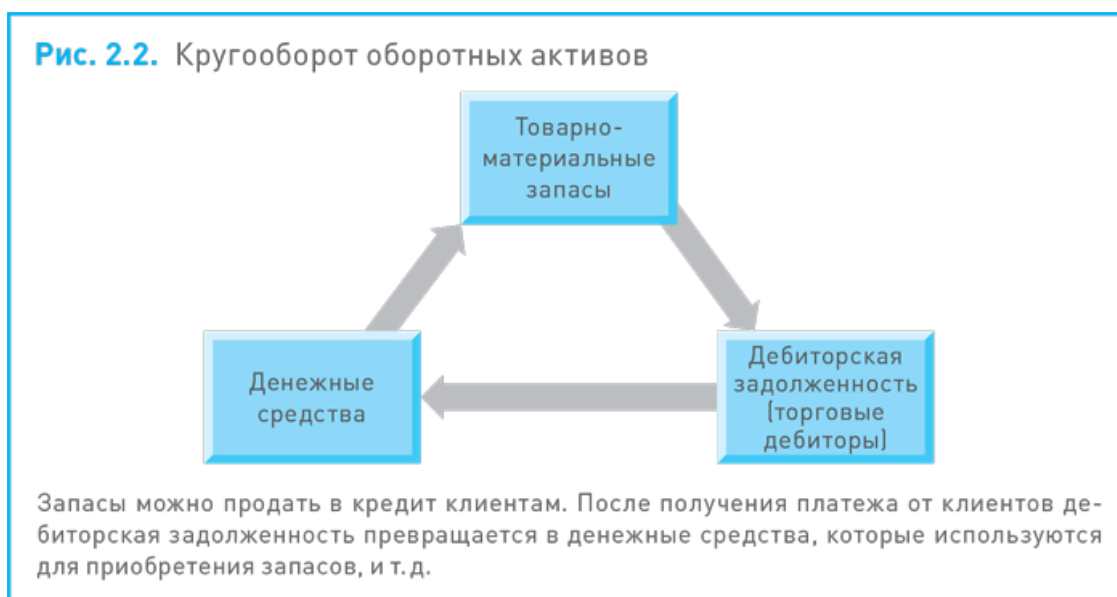 Рис. 2.2. Кругооборот оборотных активов
Товарно-
материальные
запасы
Денежные
средства
Дебиторская
задолженность
(торговые
дебиторы)
Запасы можно продать в кредит клиентам. После получения платежа от клиентов де-
биторская задолженность превращается в денежные средства, которые используются
для приобретения запасов, и т. д.